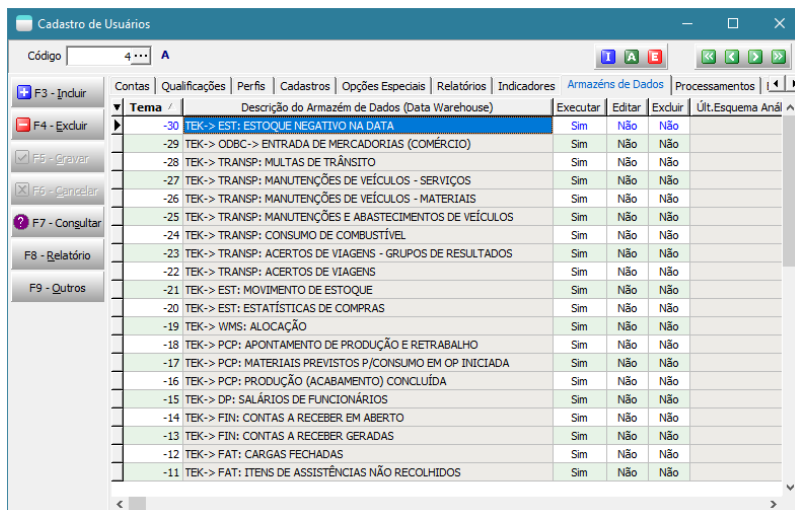 Cadastro de Usuários
Código 4 ... A I A E
F3 - Induir
F4 - Exduir
F5 - Gravar
F6 - Cancelar
F7 - Consultar
F8 - Relatório
F9 - Outros
Contas Qualificações Perfis Cadastros Opções Especiais Relatórios Indicadores Armazéns de Dados Processamentos
Tema Descrição do Armazém de Dados (Data Warehouse) Executar Editar Excluir Últ.Esquema Anál
-30 TEK-> EST: ESTOQUE NEGATIVO NA DATA Sim Não Não
-29 TEK-> ODBC-> ENTRADA DE MERCADORIAS (COMÉRCIO) Sim Não Não
-28 TEK-> TRANSP: MULTAS DE TRÂNSITO Sim Não Não
-27 TEK-> TRANSP: MANUTENÇÕES DE VEÍCULOS - SERVIÇOS Sim Não Não
-26 TEK-> TRANSP: MANUTENÇÕES DE VEÍCULOS - MATERIAIS Sim Não Não
-25 TEK-> TRANSP: MANUTENÇÕES E ABASTECIMENTOS DE VEÍCULOS Sim Não Não
-24 TEK-> TRANSP: CONSUMO DE COMBUSTÍVEL Sim Não Não
-23 TEK-> TRANSP: ACERTOS DE VIAGENS - GRUPOS DE RESULTADOS Sim Não Não
-22 TEK-> TRANSP: ACERTOS DE VIAGENS Sim Não Não
-21 TEK-> EST: MOVIMENTO DE ESTOQUE Sim Não Não
-20 TEK-> EST: ESTATÍSTICAS DE COMPRAS Sim Não Não
-19 TEK-> WMS: ALOCAÇÃO Sim Não Não
-18 TEK-> PCP: APONTAMENTO DE PRODUÇÃO E RETRABALHO Sim Não Não
-17 TEK-> PCP: MATERIAIS PREVISTOS P/CONSUMO EM OP INICIADA Sim Não Não
-16 TEK-> PCP: PRODUÇÃO (ACABAMENTO) CONCLUÍDA Sim Não Não
-15 TEK-> DP: SALÁRIOS DE FUNCIONÁRIOS Sim Não Não
-14 TEK-> FIN: CONTAS A RECEBER EM ABERTO Sim Não Não
-13 TEK-> FIN: CONTAS A RECEBER GERADAS Sim Não Não
-12 TEK-> FAT: CARGAS FECHADAS Sim Não Não
-11 TEK-> FAT: ITENS DE ASSISTÊNCIAS NÃO RECOLHIDOS Sim Não Não